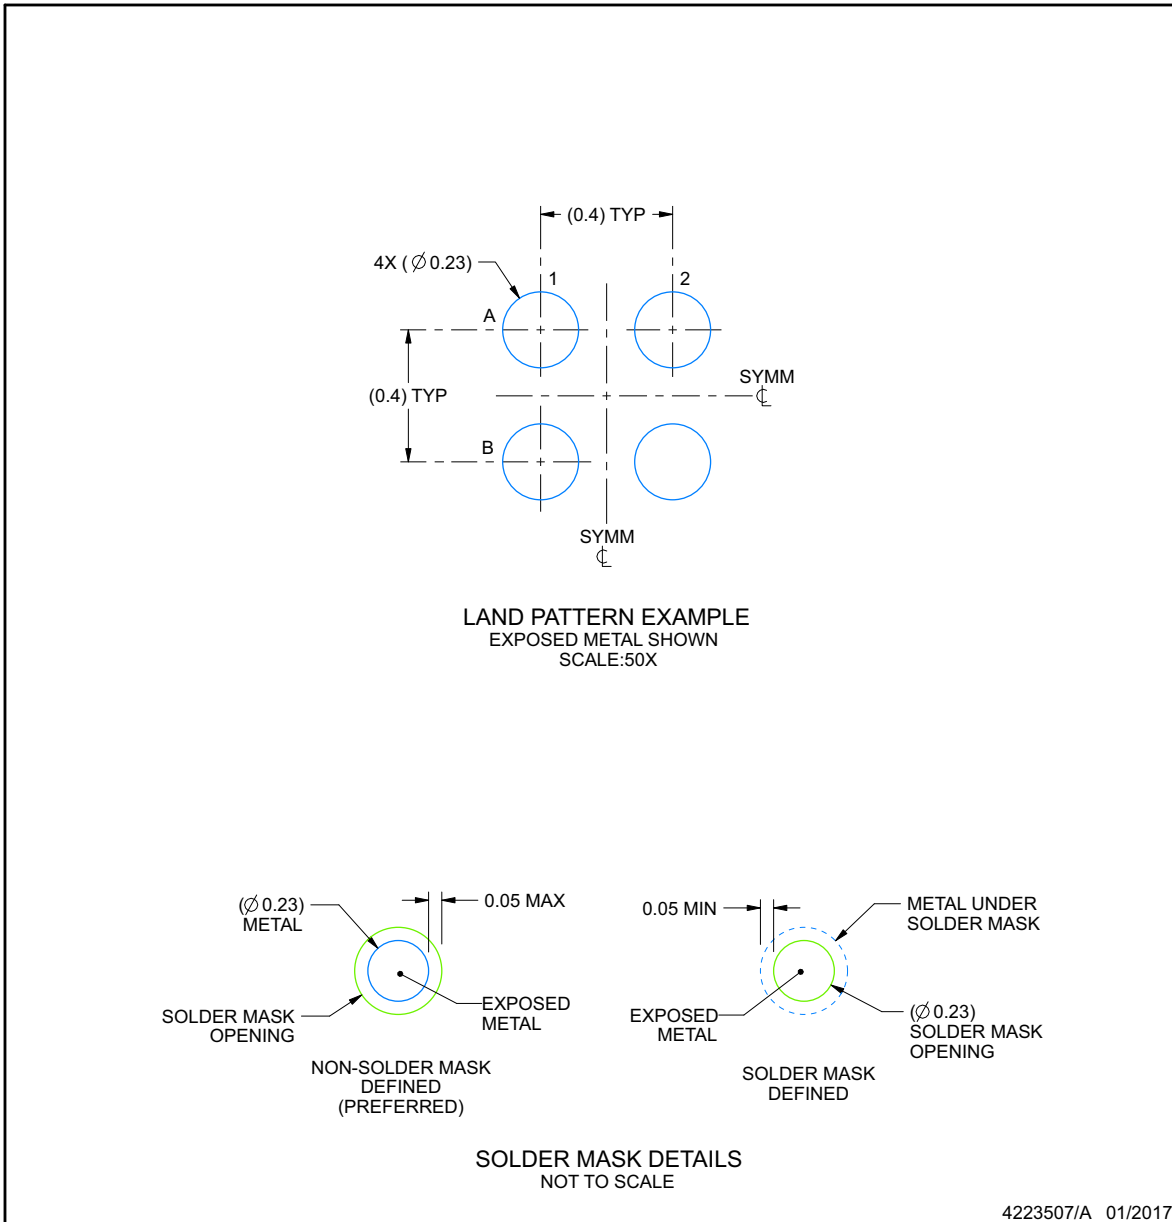 (0.4) TYP
4X ( ∅ 0.23)
1
2
A
SYMM
℄
(0.4) TYP
B
SYMM
℄
LAND PATTERN EXAMPLE
EXPOSED METAL SHOWN
SCALE:50X
(∅ 0.23)
METAL
0.05 MAX
SOLDER MASK
OPENING
EXPOSED
METAL
NON-SOLDER MASK
DEFINED
(PREFERRED)
0.05 MIN
METAL UNDER
SOLDER MASK
EXPOSED
METAL
(∅ 0.23)
SOLDER MASK
OPENING
SOLDER MASK
DEFINED
SOLDER MASK DETAILS
NOT TO SCALE
4223507/A 01/2017